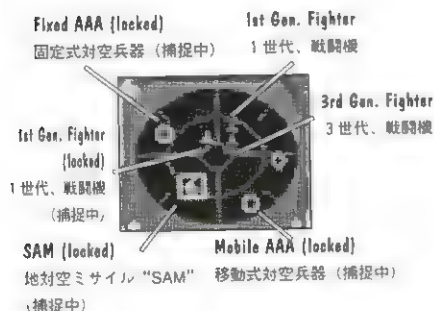 Fixed AAA (locked)
固定式対空兵器（捕捉中）
1st Gen. Fighter
1世代、戦闘機
3rd Gen. Fighter
3世代、戦闘機
1st Gen. Fighter
(locked)
1世代、戦闘機
（捕捉中）
SAM (locked)
地対空ミサイル“SAM”
（捕捉中）
Mobile AAA (locked)
移動式対空兵器（捕捉中）